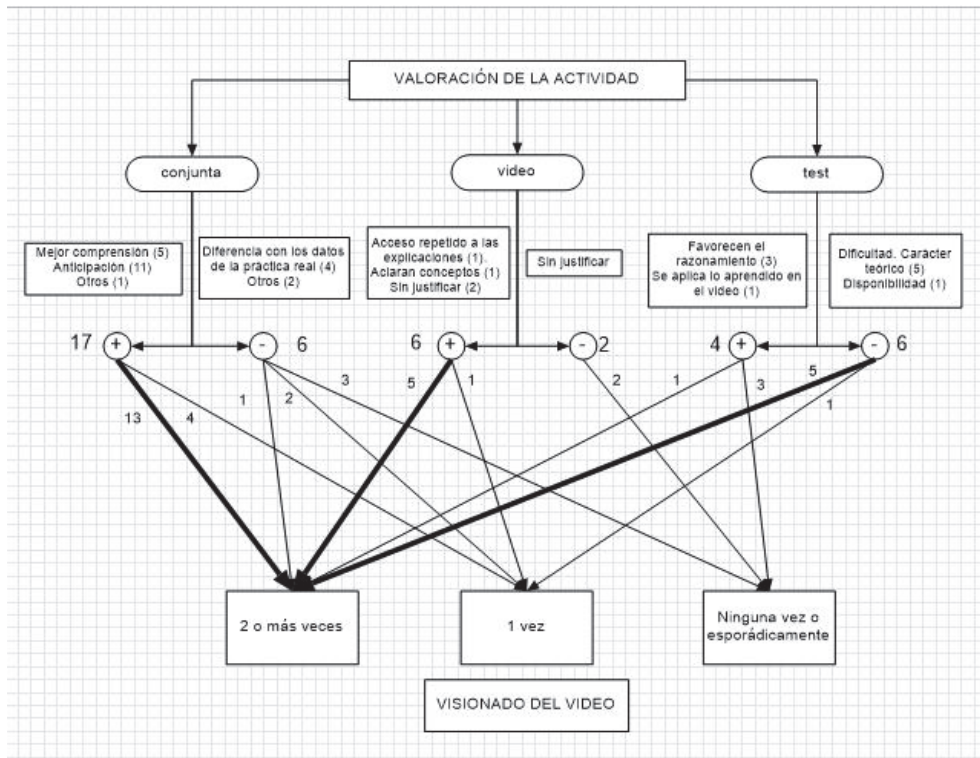 VALORACIÓN DE LA ACTIVIDAD
conjunta
video
test
Mejor comprensión (5)
Anticipación (11)
Otros (1)
Diferencia con los datos
de la práctica real (4)
Otros (2)
Acceso repetido a las
explicaciones (1).
Aclaran conceptos (1)
Sin justificar (2)
Sin justificar
Favorecen el
razonamiento (3)
Se aplica lo aprendido en
el video (1)
Dificultad. Carácter
teórico (5)
Disponibilidad (1)
17 + - 6
6 + - 2
4 + - 6
13 4 1 2 3
5 1 2
1 3 5 1
2 o más veces
1 vez
Ninguna vez o
esporádicamente
VISIONADO DEL VIDEO